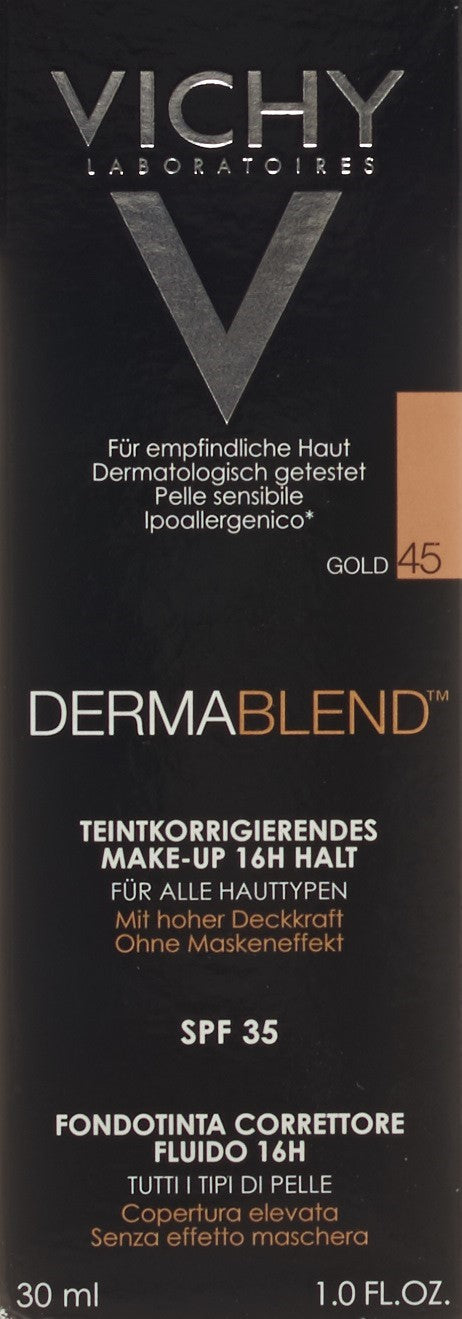 VICHY
LABORATOIRES
Für empfindliche Haut
Dermatologisch getestet
Pelle sensibile
Ipoallergenico*
GOLD 45
DERMABLEND™
TEINTKORRIGIERENDES
MAKE-UP 16H HALT
FÜR ALLE HAUTTYPEN
Mit hoher Deckkraft
Ohne Maskeneffekt
SPF 35
FONDOTINTA CORRETTORE
FLUIDO 16H
TUTTI I TIPI DI PELLE
Copertura elevata
Senza effetto maschera
30 ml 1.0 FL.OZ.